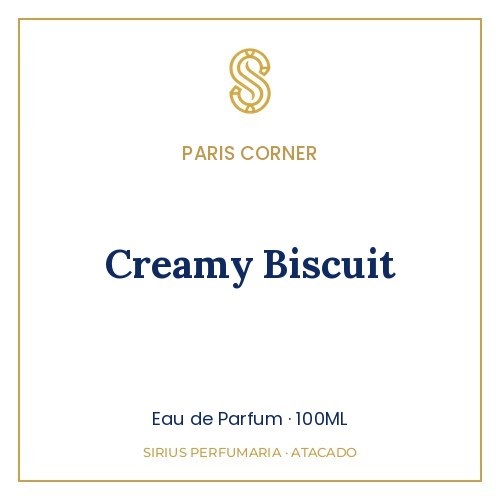 PARIS CORNER
Creamy Biscuit
Eau de Parfum · 100ML
SIRIUS PERFUMARIA · ATACADO